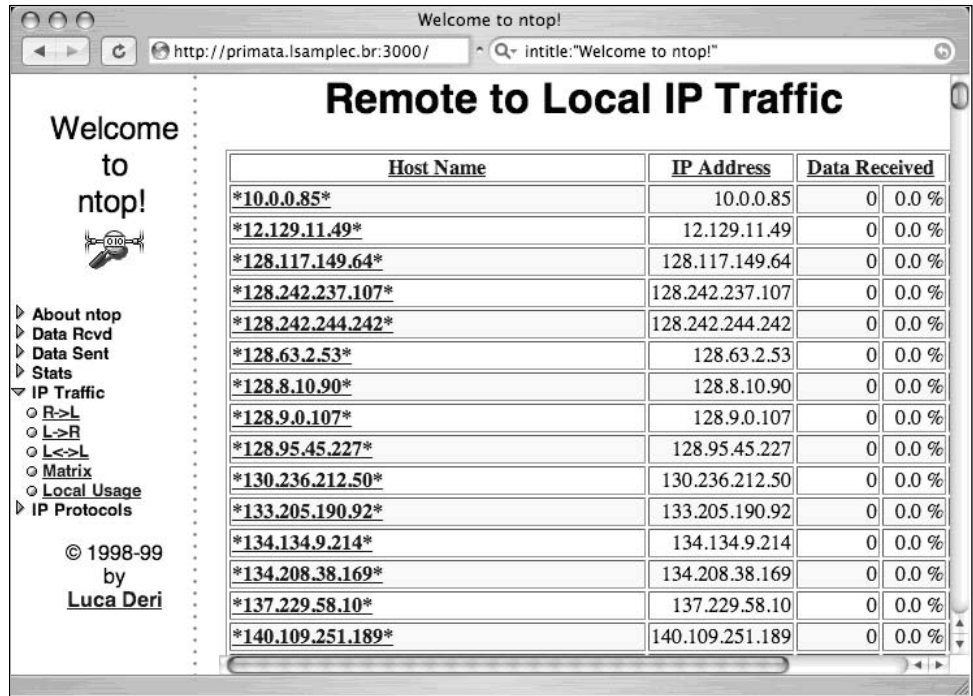 Welcome to ntop!
http://primata.lsamplec.br:3000/
intitle:"Welcome to ntop!"
Welcome
to
ntop!
010
About ntop
Data Rcvd
Data Sent
Stats
IP Traffic
R->L
L->R
L<->L
Matrix
Local Usage
IP Protocols
© 1998-99
by
Luca Deri
Remote to Local IP Traffic
Host Name IP Address Data Received
*10.0.0.85* 10.0.0.85 0 0.0 %
*12.129.11.49* 12.129.11.49 0 0.0 %
*128.117.149.64* 128.117.149.64 0 0.0 %
*128.242.237.107* 128.242.237.107 0 0.0 %
*128.242.244.242* 128.242.244.242 0 0.0 %
*128.63.2.53* 128.63.2.53 0 0.0 %
*128.8.10.90* 128.8.10.90 0 0.0 %
*128.9.0.107* 128.9.0.107 0 0.0 %
*128.95.45.227* 128.95.45.227 0 0.0 %
*130.236.212.50* 130.236.212.50 0 0.0 %
*133.205.190.92* 133.205.190.92 0 0.0 %
*134.134.9.214* 134.134.9.214 0 0.0 %
*134.208.38.169* 134.208.38.169 0 0.0 %
*137.229.58.10* 137.229.58.10 0 0.0 %
*140.109.251.189* 140.109.251.189 0 0.0 %